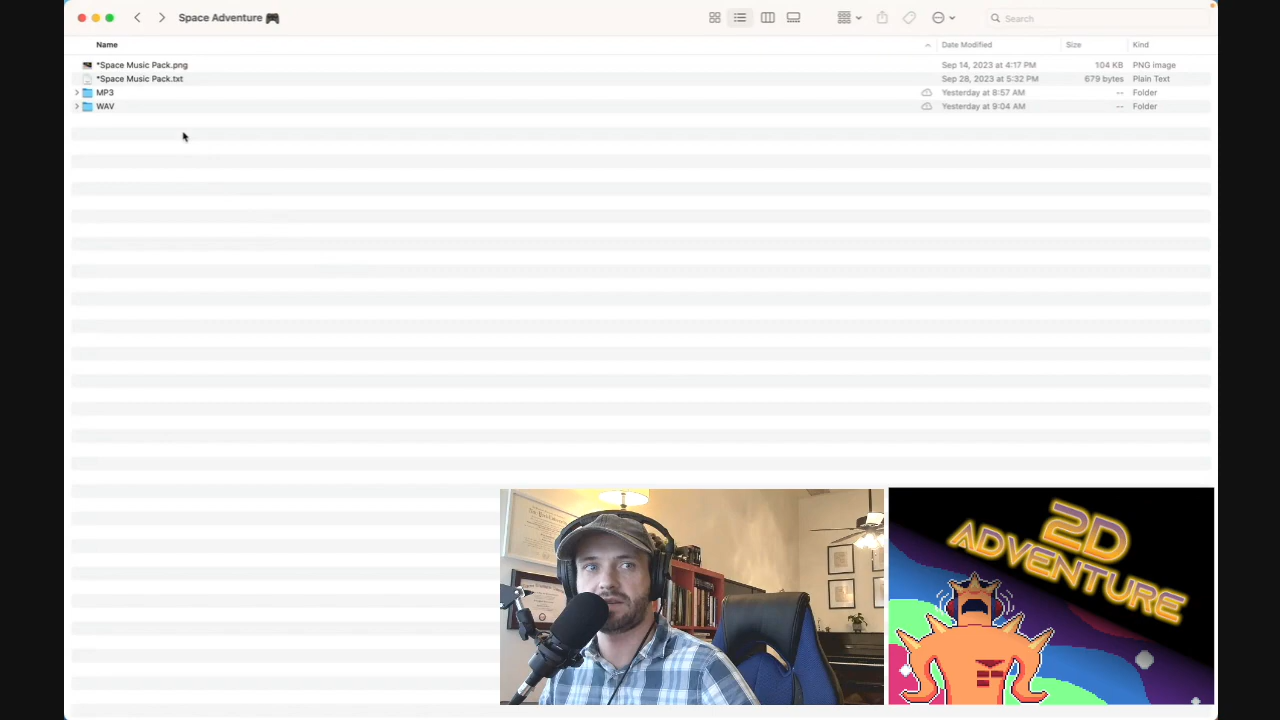 Space Adventure 🎮
Search
Name Date Modified Size Kind
*Space Music Pack.png Sep 14, 2023 at 4:17 PM 104 KB PNG image
*Space Music Pack.txt Sep 28, 2023 at 5:32 PM 679 bytes Plain Text
MP3 Yesterday at 8:57 AM -- Folder
WAV Yesterday at 9:04 AM -- Folder
2D
ADVENTURE